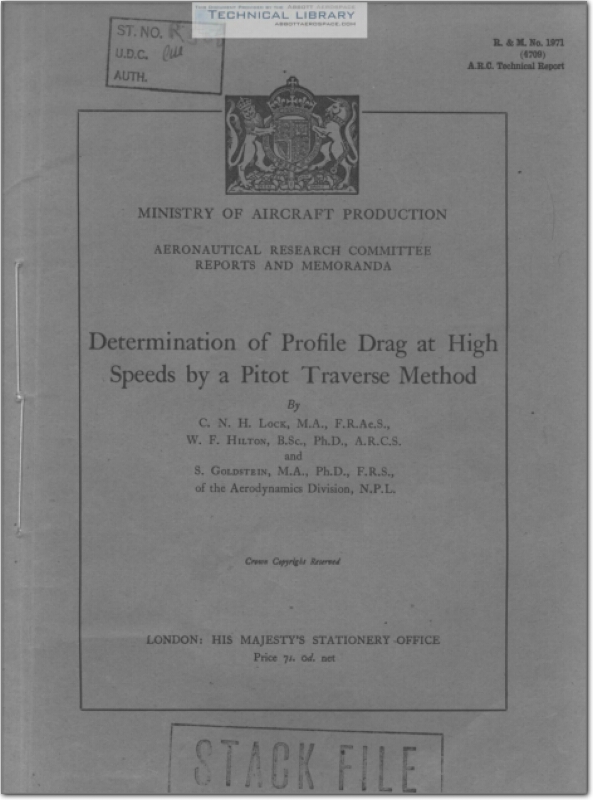 THIS DOCUMENT PROVIDED BY THE ABBOTT AEROSPACE
TECHNICAL LIBRARY
ABBOTTAEROSPACE.COM
ST. NO.
U.D.C.
AUTH.
R. & M. No. 1971
(4709)
A.R.C. Technical Report
MINISTRY OF AIRCRAFT PRODUCTION
AERONAUTICAL RESEARCH COMMITTEE
REPORTS AND MEMORANDA
Determination of Profile Drag at High
Speeds by a Pitot Traverse Method
By
C. N. H. LOCK, M.A., F.R.Ae.S.,
W. F. HILTON, B.Sc., Ph.D., A.R.C.S.
and
S. GOLDSTEIN, M.A., Ph.D., F.R.S.,
of the Aerodynamics Division, N.P.L.
Crown Copyright Reserved
LONDON: HIS MAJESTY'S STATIONERY OFFICE
Price 7s. 0d. net
STACK FILE